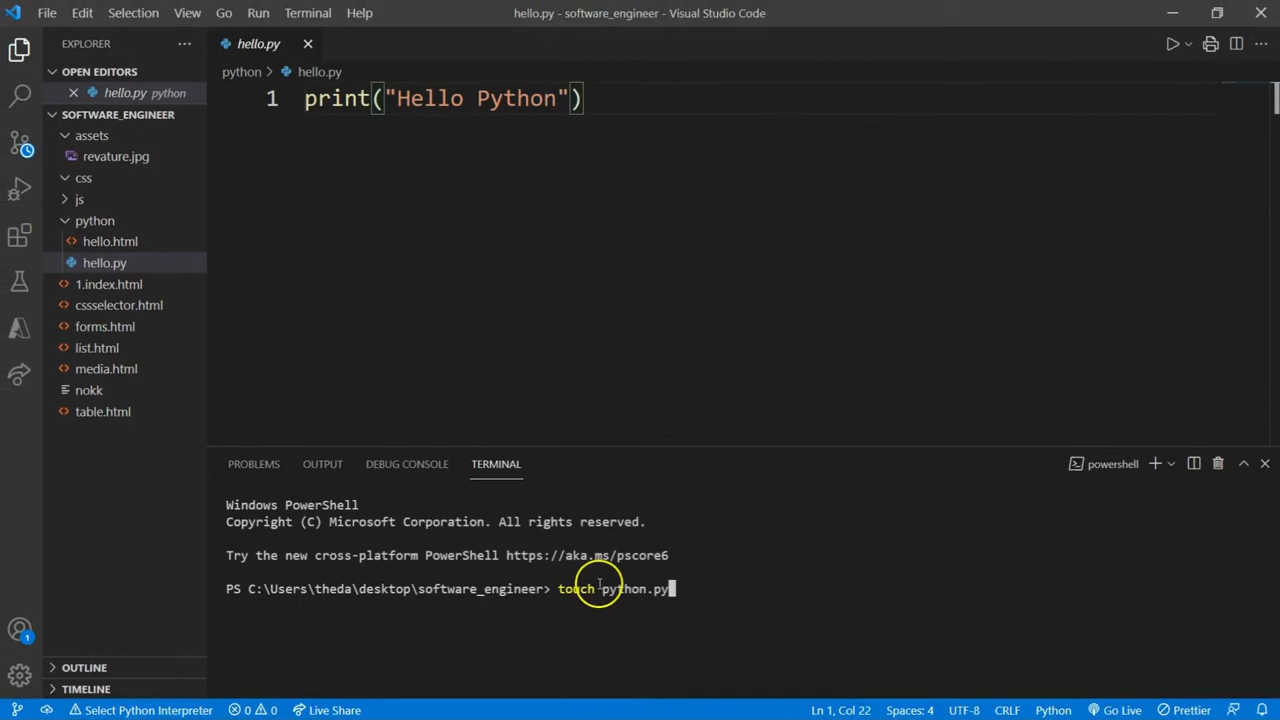 File Edit Selection View Go Run Terminal Help hello.py - software_engineer - Visual Studio Code
EXPLORER
hello.py
OPEN EDITORS
hello.py python
python > hello.py
SOFTWARE_ENGINEER
1 print("Hello Python")
assets
revature.jpg
css
js
python
hello.html
hello.py
1.index.html
cssselector.html
forms.html
list.html
media.html
nokk
table.html
OUTLINE
TIMELINE
PROBLEMS OUTPUT DEBUG CONSOLE TERMINAL powershell
Windows PowerShell
Copyright (C) Microsoft Corporation. All rights reserved.
Try the new cross-platform PowerShell https://aka.ms/pscore6
PS C:\Users\theda\desktop\software_engineer> touch python.py
1
Select Python Interpreter 0 0 Live Share Ln 1, Col 22 Spaces: 4 UTF-8 CRLF Python Go Live Prettier